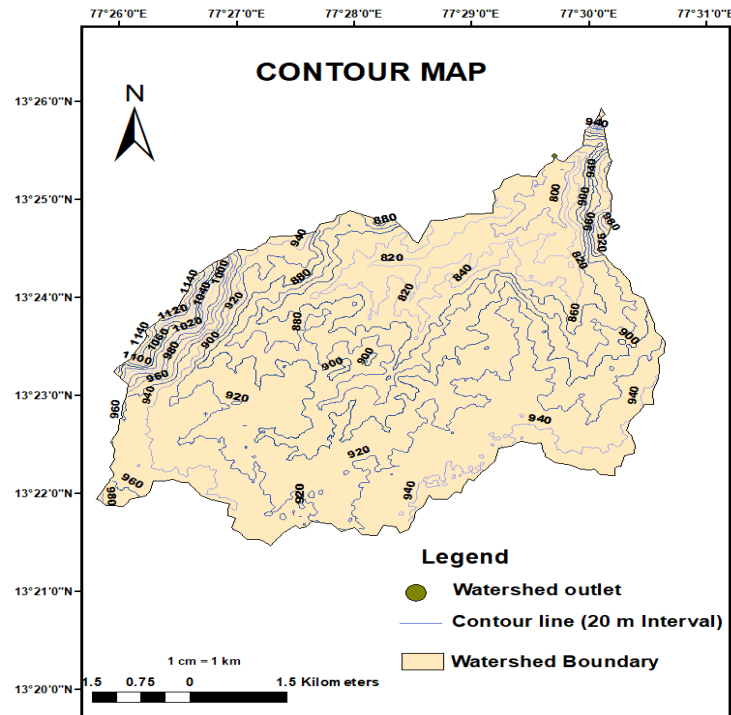 77°26'0"E 77°27'0"E 77°28'0"E 77°29'0"E 77°30'0"E 77°31'0"E
CONTOUR MAP
N
13°26'0"N
13°25'0"N
13°24'0"N
13°23'0"N
13°22'0"N
13°21'0"N
13°20'0"N
940
940
800
900
980
980
920
880
940
820
820
1000
1140
880
840
1040
820
920
860
1120
1140
1020
880
900
1060
900
980
1100
900
900
960
940
920
940
960
940
920
960
980
920
940
Legend
Watershed outlet
Contour line (20 m Interval)
Watershed Boundary
1 cm = 1 km
1.5 0.75 0 1.5 Kilometers